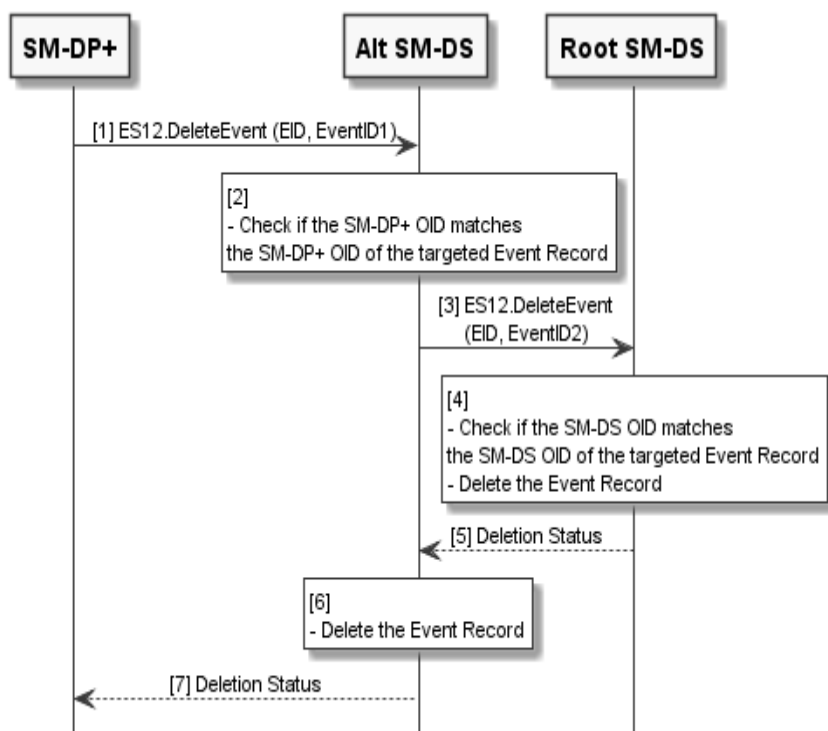 SM-DP+
Alt SM-DS
Root SM-DS
[1] ES12.DeleteEvent (EID, EventID1)
[2]
- Check if the SM-DP+ OID matches
the SM-DP+ OID of the targeted Event Record
[3] ES12.DeleteEvent
(EID, EventID2)
[4]
- Check if the SM-DS OID matches
the SM-DS OID of the targeted Event Record
- Delete the Event Record
[5] Deletion Status
[6]
- Delete the Event Record
[7] Deletion Status